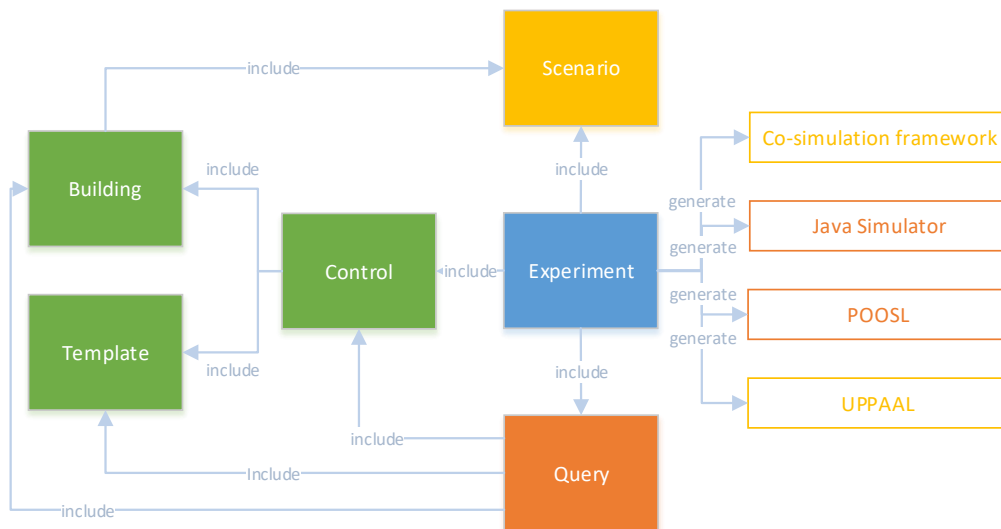 include
Scenario
Co-simulation framework
Building
include
include
generate
Java Simulator
generate
Control
include
Experiment
generate
POOSL
generate
Template
include
include
UPPAAL
include
Include
Query
include